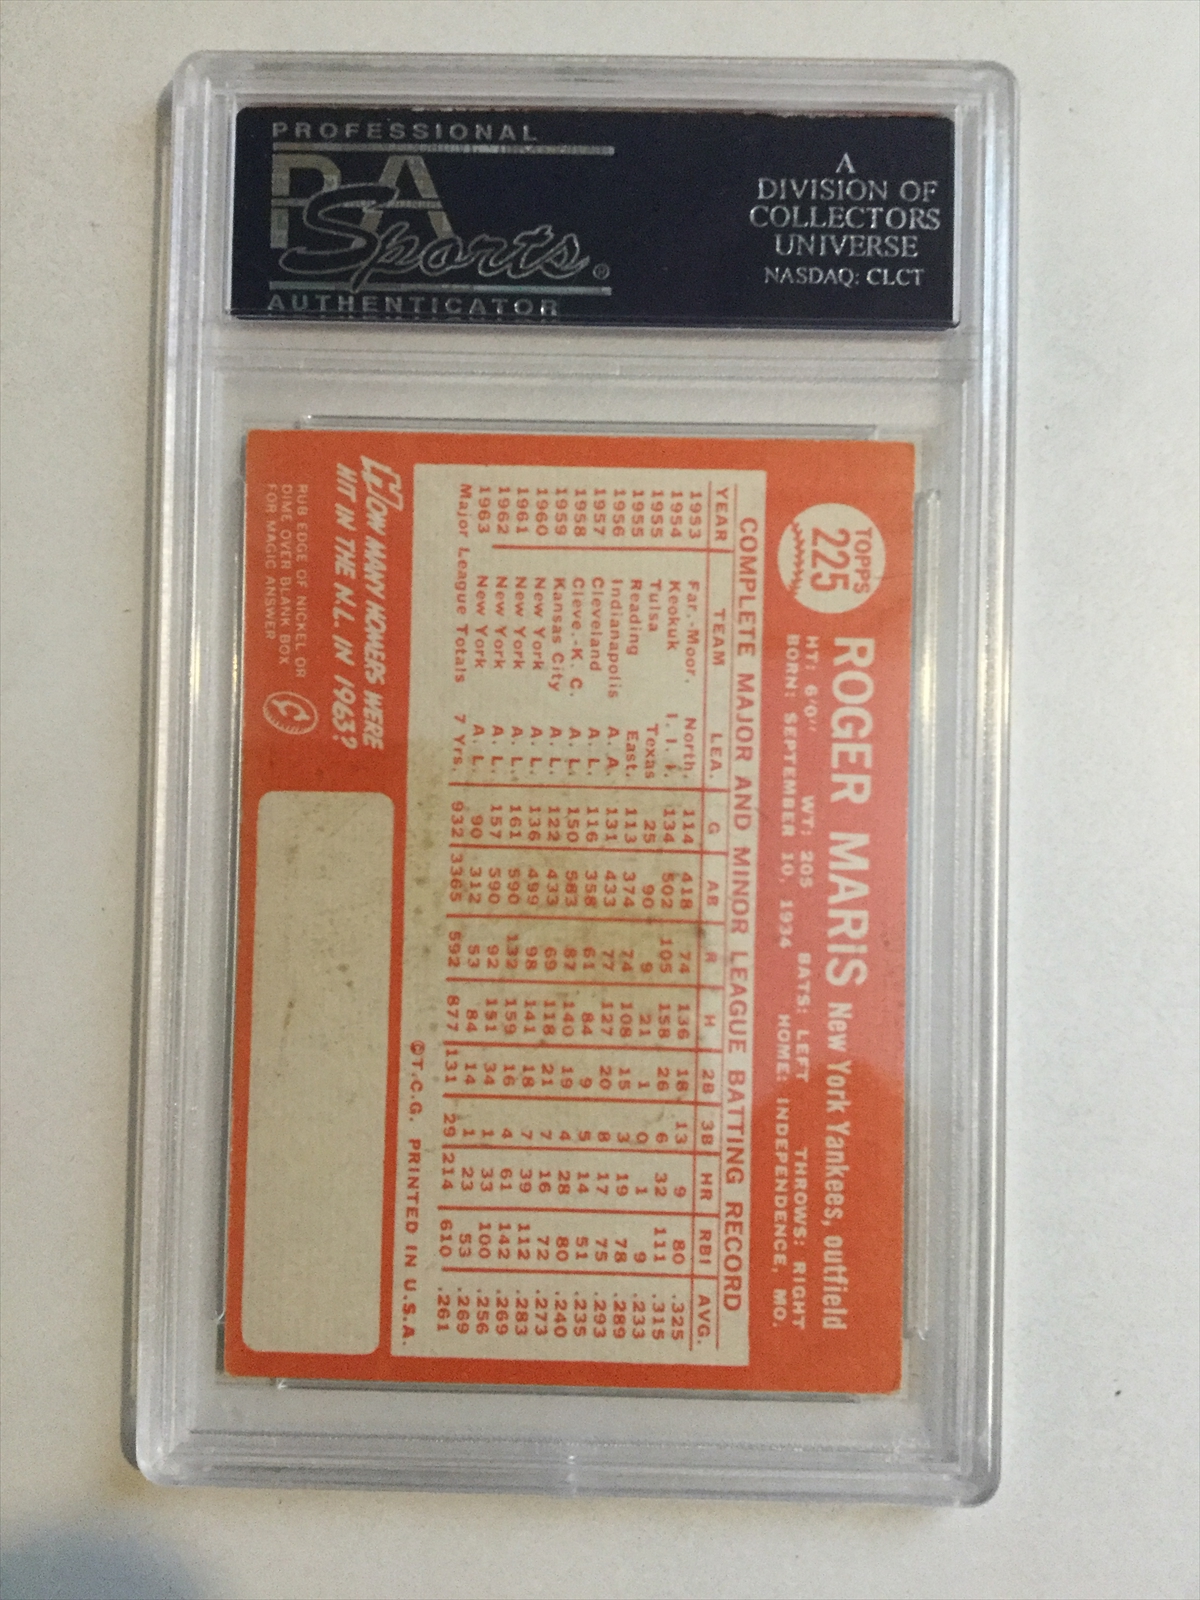 PROFESSIONAL
PSA
Sports®
AUTHENTICATOR
A
DIVISION OF
COLLECTORS
UNIVERSE
NASDAQ: CLCT
TOPPS
225
ROGER MARiS New York Yankees, outfield
HT: 6'0" WT: 205 BATS: LEFT THROWS: RIGHT
BORN: SEPTEMBER 10, 1934 HOME: INDEPENDENCE, MO.
COMPLETE MAJOR AND MINOR LEAGUE BATTING RECORD
YEAR TEAM LEA. G AB R H 2B 3B HR RBI AVG.
1953 Far.-Moor. North. 114 418 74 136 18 13 9 80 .325
1954 Keokuk I. I. I. 134 502 105 158 26 6 32 111 .315
1955 Tulsa Texas 25 90 9 21 1 0 1 9 .233
1955 Reading East. 113 374 74 108 15 3 19 78 .289
1956 Indianapolis A. A. 131 433 77 127 20 8 17 75 .293
1957 Cleveland A. L. 116 358 61 84 9 5 14 51 .235
1958 Cleve.-K. C. A. L. 150 583 87 140 19 4 28 80 .240
1959 Kansas City A. L. 122 433 69 118 21 7 16 72 .273
1960 New York A. L. 136 499 98 141 18 7 39 112 .283
1961 New York A. L. 161 590 132 159 16 4 61 142 .269
1962 New York A. L. 157 590 92 151 34 1 33 100 .256
1963 New York A. L. 90 312 53 84 14 1 23 53 .269
Major League Totals 7 Yrs. 932 3365 592 877 131 29 214 610 .261
©T.C.G. PRINTED IN U.S.A.
HOW MANY HOMERS WERE
HIT IN THE N.L. IN 1963?
RUB EDGE OF NICKEL OR
DIME OVER BLANK BOX
FOR MAGIC ANSWER